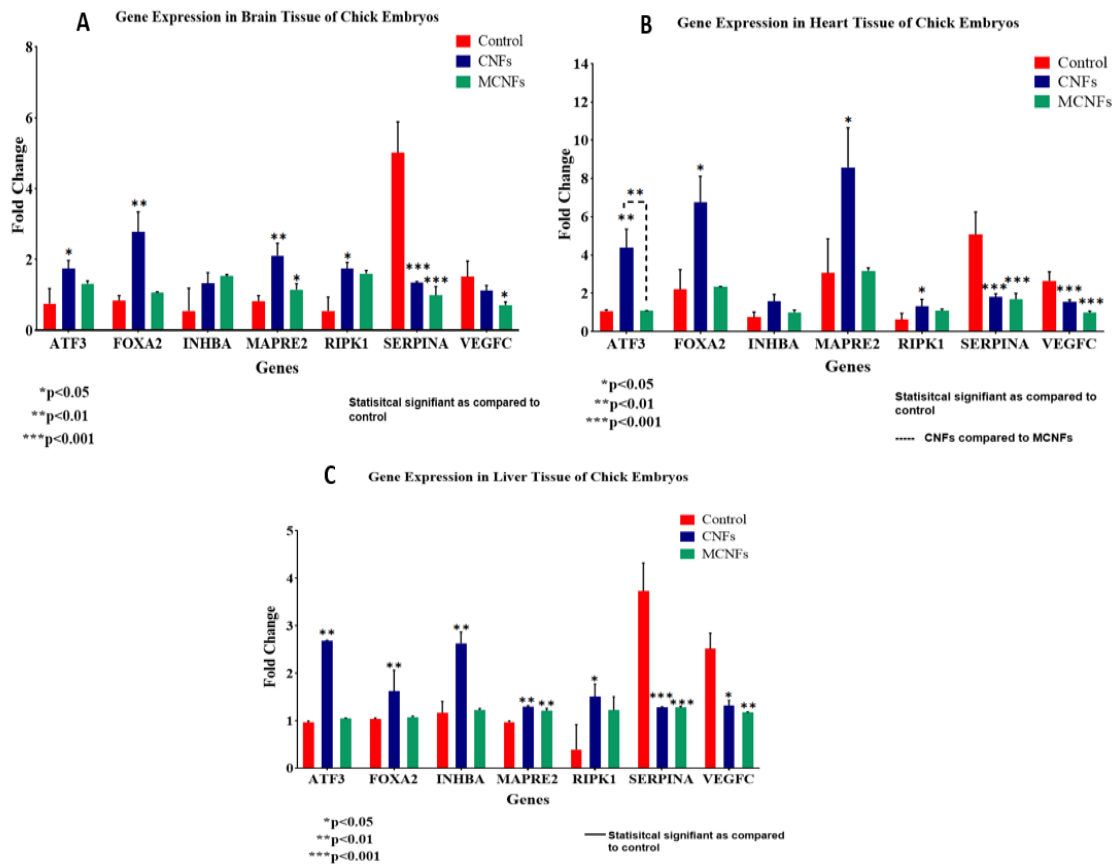 A
Gene Expression in Brain Tissue of Chick Embryos
Control
CNFs
MCNFs
8
6
4
2
0
Fold Change
*
**
**
*
*
***
***
*
ATF3 FOXA2 INHBA MAPRE2 RIPK1 SERPINA VEGFC
Genes
*p<0.05
**p<0.01
***p<0.001
Statisitcal signifiant as compared to
control
B
Gene Expression in Heart Tissue of Chick Embryos
Control
CNFs
MCNFs
14
12
10
8
6
4
2
0
Fold Change
**
**
*
*
*
***
***
***
***
ATF3 FOXA2 INHBA MAPRE2 RIPK1 SERPINA VEGFC
Genes
*p<0.05
**p<0.01
***p<0.001
Statisitcal signifiant as compared to
control
----- CNFs compared to MCNFs
C
Gene Expression in Liver Tissue of Chick Embryos
Control
CNFs
MCNFs
5
4
3
2
1
0
Fold Change
**
**
**
**
**
*
***
***
*
**
ATF3 FOXA2 INHBA MAPRE2 RIPK1 SERPINA VEGFC
Genes
*p<0.05
**p<0.01
***p<0.001
Statisitcal signifiant as compared to
control